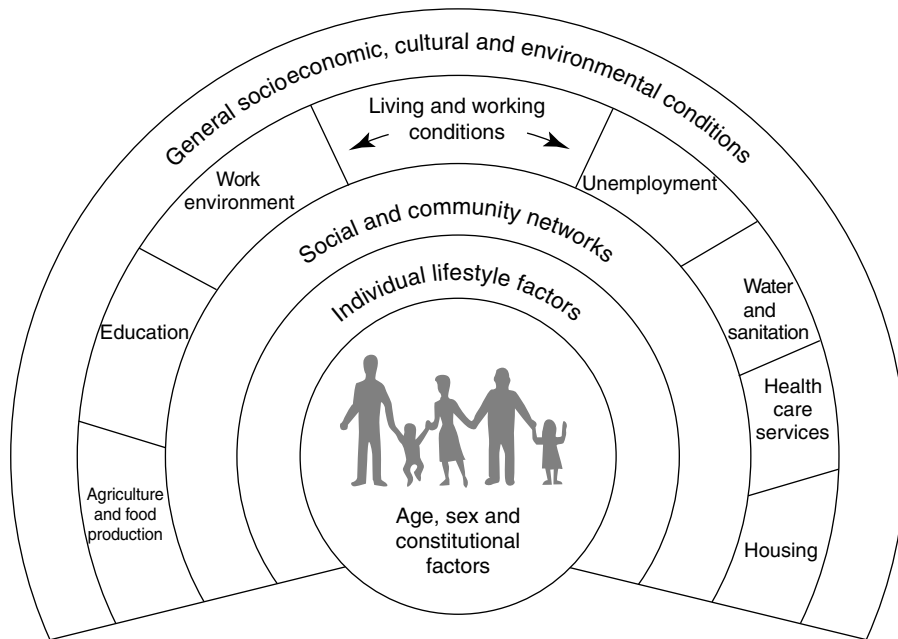 General socioeconomic, cultural and environmental conditions
Living and working
conditions
Work
environment
Unemployment
Social and community networks
Individual lifestyle factors
Education
Water
and
sanitation
Health
care
services
Agriculture
and food
production
Housing
Age, sex and
constitutional
factors